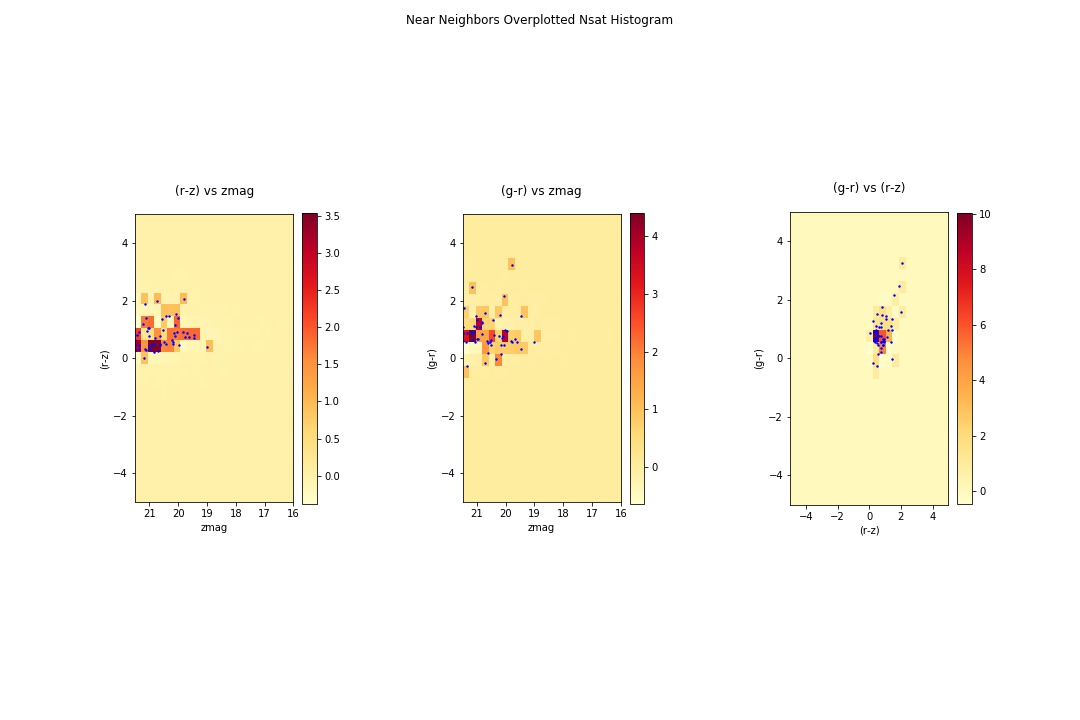 Near Neighbors Overplotted Nsat Histogram
(r-z) vs zmag
4
2
0
−2
−4
(r-z)
21 20 19 18 17 16
zmag
3.5
3.0
2.5
2.0
1.5
1.0
0.5
0.0
(g-r) vs zmag
4
2
0
−2
−4
(g-r)
21 20 19 18 17 16
zmag
4
3
2
1
0
(g-r) vs (r-z)
4
2
0
−2
−4
(g-r)
−4 −2 0 2 4
(r-z)
10
8
6
4
2
0